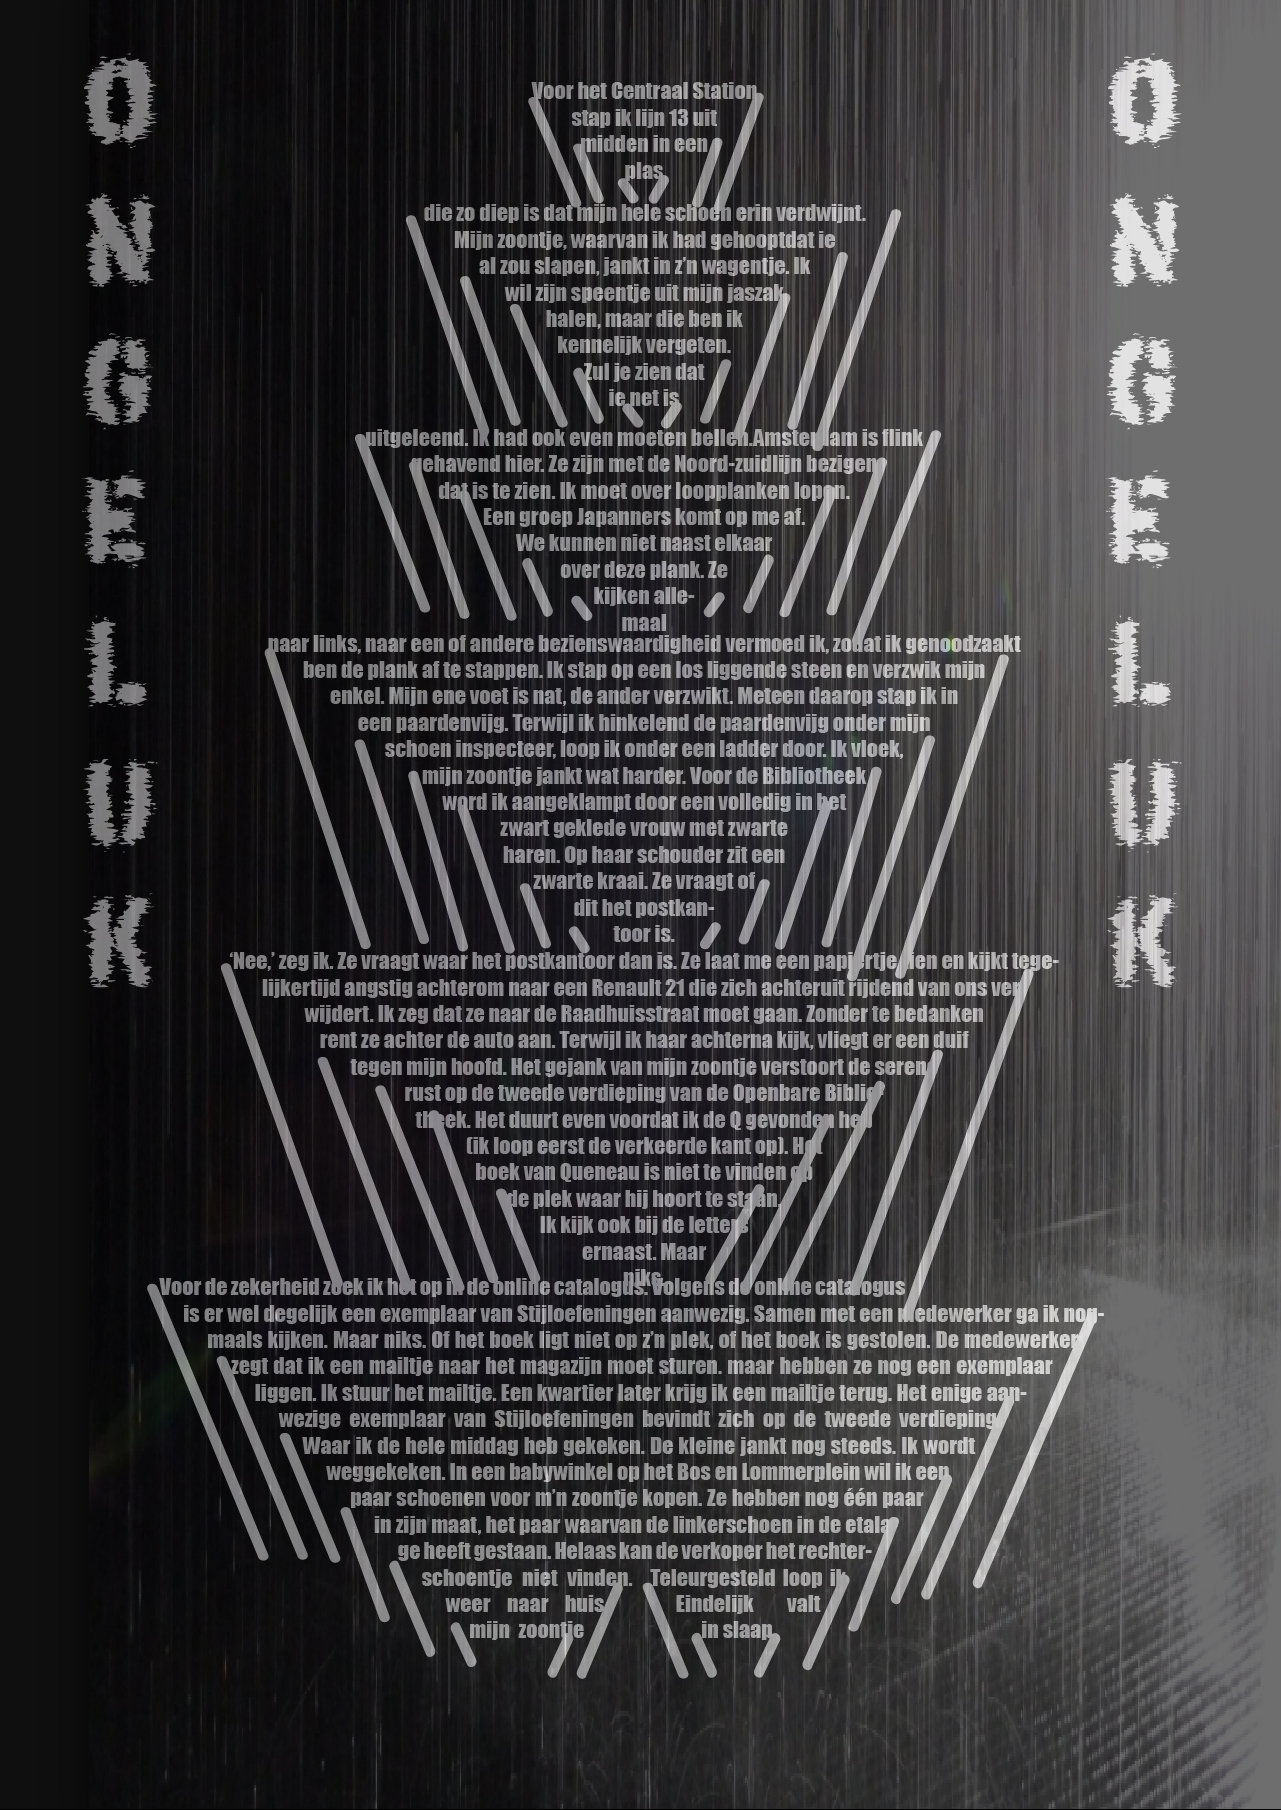 ONGELUK
ONGELUK
Voor het Centraal Station
stap ik lijn 13 uit
midden in een
plas
die zo diep is dat mijn hele schoen erin verdwijnt.
Mijn zoontje, waarvan ik had gehooptdat ie
al zou slapen, jankt in z’n wagentje. Ik
wil zijn speentje uit mijn jaszak
halen, maar die ben ik
kennelijk vergeten.
Zul je zien dat
ie net is
uitgeleend. Ik had ook even moeten bellen.Amsterdam is flink
gehavend hier. Ze zijn met de Noord-zuidlijn bezigen
dat is te zien. Ik moet over loopplanken lopen.
Een groep Japanners komt op me af.
We kunnen niet naast elkaar
over deze plank. Ze
kijken alle-
maal
naar links, naar een of andere bezienswaardigheid vermoed ik, zodat ik genoodzaakt
ben de plank af te stappen. Ik stap op een los liggende steen en verzwik mijn
enkel. Mijn ene voet is nat, de ander verzwikt. Meteen daarop stap ik in
een paardenvijg. Terwijl ik hinkelend de paardenvijg onder mijn
schoen inspecteer, loop ik onder een ladder door. Ik vloek,
mijn zoontje jankt wat harder. Voor de Bibliotheek
word ik aangeklampt door een volledig in het
zwart geklede vrouw met zwarte
haren. Op haar schouder zit een
zwarte kraai. Ze vraagt of
dit het postkan-
toor is.
‘Nee,’ zeg ik. Ze vraagt waar het postkantoor dan is. Ze laat me een papiertje zien en kijkt tege-
lijkertijd angstig achterom naar een Renault 21 die zich achteruit rijdend van ons ver
wijdert. Ik zeg dat ze naar de Raadhuisstraat moet gaan. Zonder te bedanken
rent ze achter de auto aan. Terwijl ik haar achterna kijk, vliegt er een duif
tegen mijn hoofd. Het gejank van mijn zoontje verstoort de seren
rust op de tweede verdieping van de Openbare Biblio-
theek. Het duurt even voordat ik de Q gevonden heb
(ik loop eerst de verkeerde kant op). Het
boek van Queneau is niet te vinden op
de plek waar hij hoort te staan.
Ik kijk ook bij de letters
ernaast. Maar
niks.
Voor de zekerheid zoek ik het op in de online catalogus. Volgens de online catalogus
is er wel degelijk een exemplaar van Stijloefeningen aanwezig. Samen met een medewerker ga ik nog-
maals kijken. Maar niks. Of het boek ligt niet op z’n plek, of het boek is gestolen. De medewerker
zegt dat ik een mailtje naar het magazijn moet sturen. maar hebben ze nog een exemplaar
liggen. Ik stuur het mailtje. Een kwartier later krijg ik een mailtje terug. Het enige aan-
wezige exemplaar van Stijloefeningen bevindt zich op de tweede verdieping
Waar ik de hele middag heb gekeken. De kleine jankt nog steeds. Ik wordt
weggekeken. In een babywinkel op het Bos en Lommerplein wil ik een
paar schoenen voor m’n zoontje kopen. Ze hebben nog één paar
in zijn maat, het paar waarvan de linkerschoen in de etala
ge heeft gestaan. Helaas kan de verkoper het rechter-
schoentje niet vinden. Teleurgesteld loop ik
weer naar huis Eindelijk valt
mijn zoontje in slaap